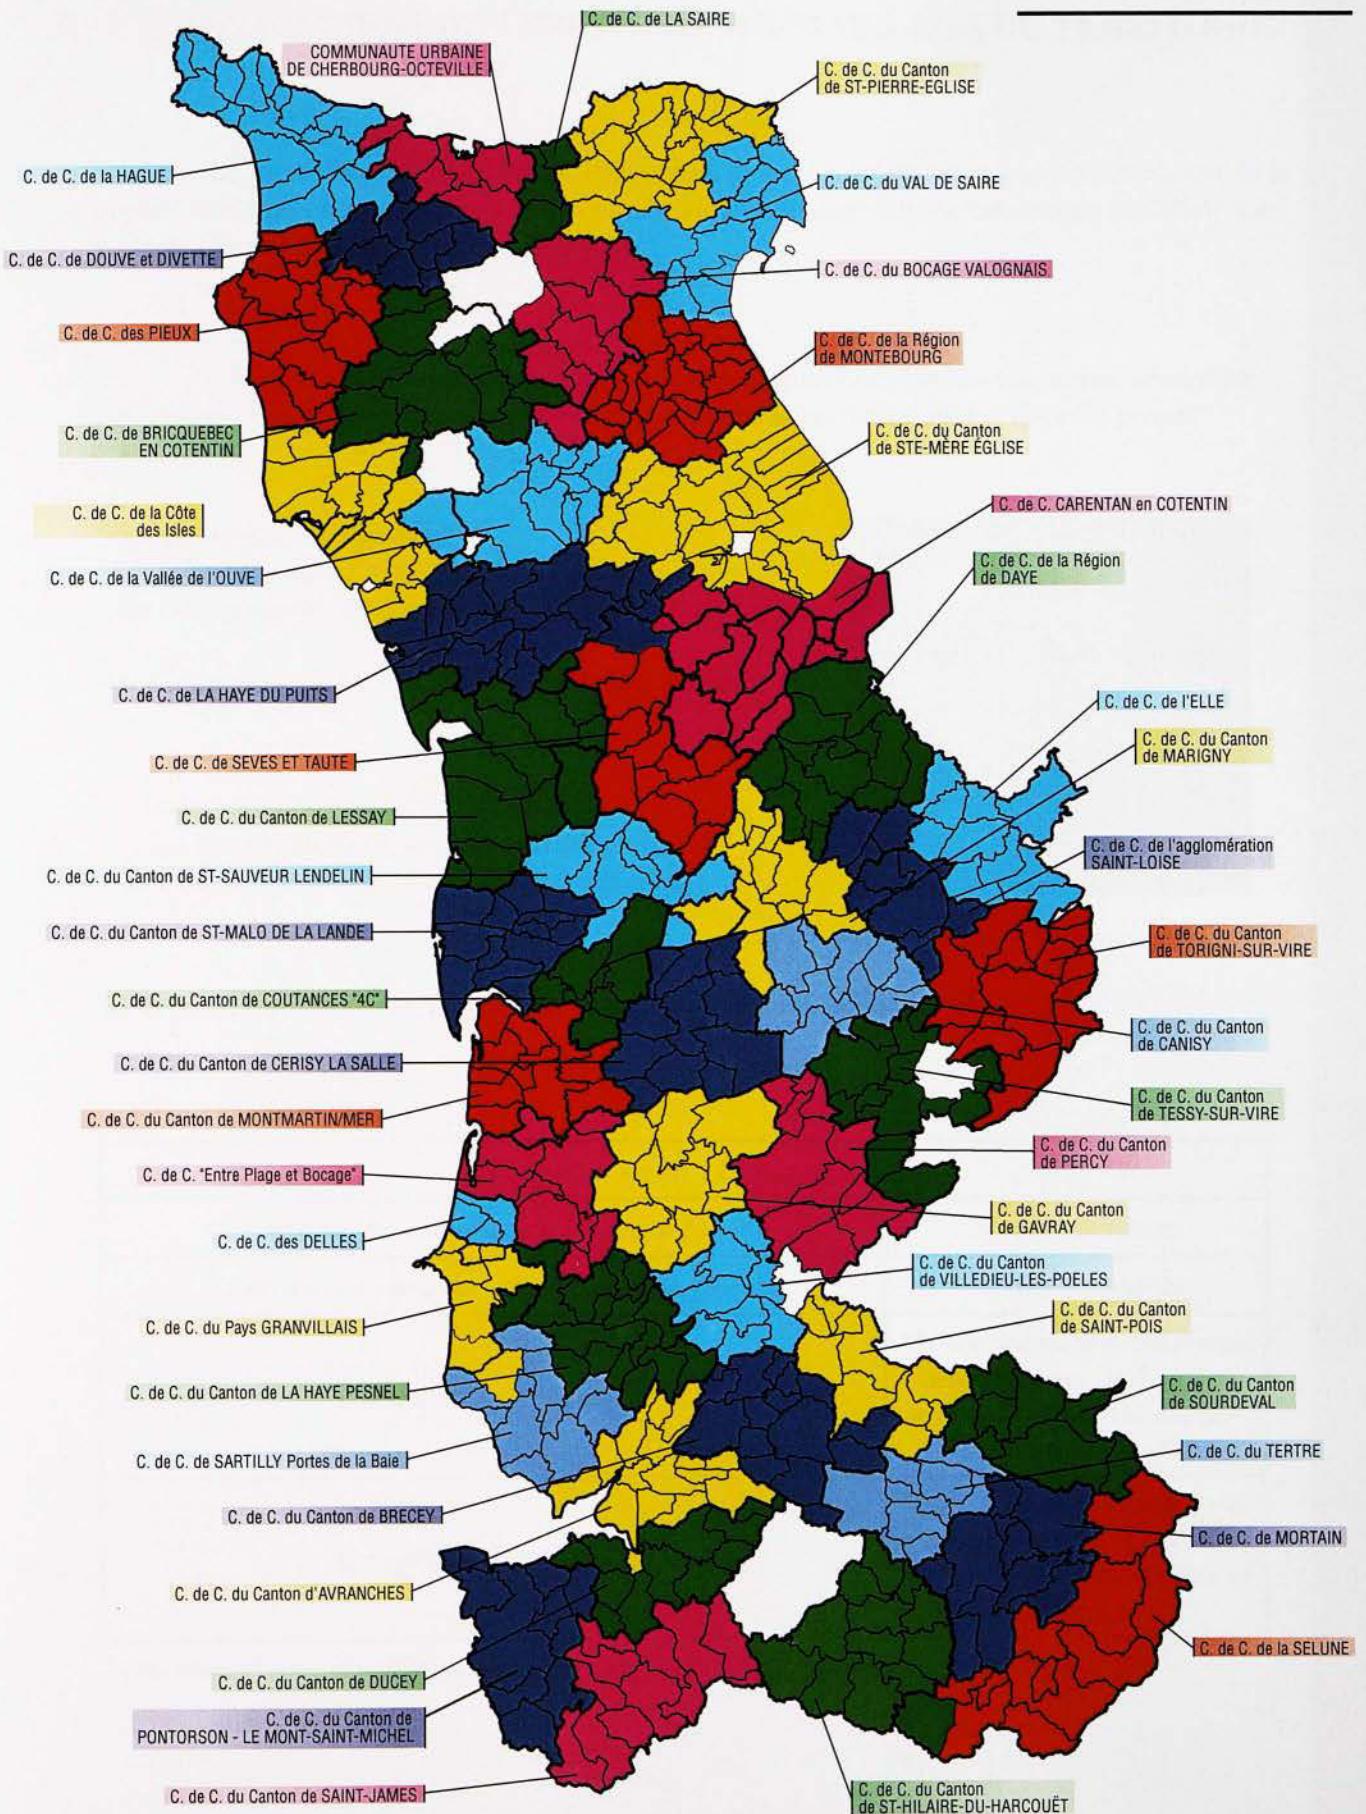 C. de C. de LA SAIRE
COMMUNAUTE URBAINE
DE CHERBOURG-OCTEVILLE
C. de C. du Canton
de ST-PIERRE-EGLISE
C. de C. de la HAGUE
C. de C. du VAL DE SAIRE
C. de C. de DOUVE et DIVETTE
C. de C. du BOCAGE VALOGNAIS
C. de C. des PIEUX
C. de C. de la Région
de MONTEBOURG
C. de C. de BRICQUEBEC
EN COTENTIN
C. de C. du Canton
de STE-MÈRE ÉGLISE
C. de C. de la Côte
des Isles
C. de C. CARENTAN en COTENTIN
C. de C. de la Vallée de l'OUVE
C. de C. de la Région
de DAYE
C. de C. de LA HAYE DU PUITS
C. de C. de l'ELLE
C. de C. du Canton
de MARIGNY
C. de C. de SEVES ET TAUTE
C. de C. du Canton de LESSAY
C. de C. de l'agglomération
SAINT-LOISE
C. de C. du Canton de ST-SAUVEUR LENDELIN
C. de C. du Canton de ST-MALO DE LA LANDE
C. de C. du Canton
de TORIGNI-SUR-VIRE
C. de C. du Canton de COUTANCES "4C"
C. de C. du Canton
de CANISY
C. de C. du Canton de CERISY LA SALLE
C. de C. du Canton
de TESSY-SUR-VIRE
C. de C. du Canton de MONTMARTIN/MER
C. de C. du Canton
de PERCY
C. de C. "Entre Plage et Bocage"
C. de C. du Canton
de GAVRAY
C. de C. des DELLES
C. de C. du Canton
de VILLEDIEU-LES-POELES
C. de C. du Pays GRANVILLAIS
C. de C. du Canton
de SAINT-POIS
C. de C. du Canton de LA HAYE PESNEL
C. de C. du Canton
de SOURDEVAL
C. de C. de SARTILLY Portes de la Baie
C. de C. du TERTRE
C. de C. du Canton de BRECEY
C. de C. de MORTAIN
C. de C. du Canton d'AVRANCHES
C. de C. de la SELUNE
C. de C. du Canton de DUCEY
C. de C. du Canton de
PONTORSON - LE MONT-SAINT-MICHEL
C. de C. du Canton de SAINT-JAMES
C. de C. du Canton
de ST-HILAIRE-DU-HARCOUËT